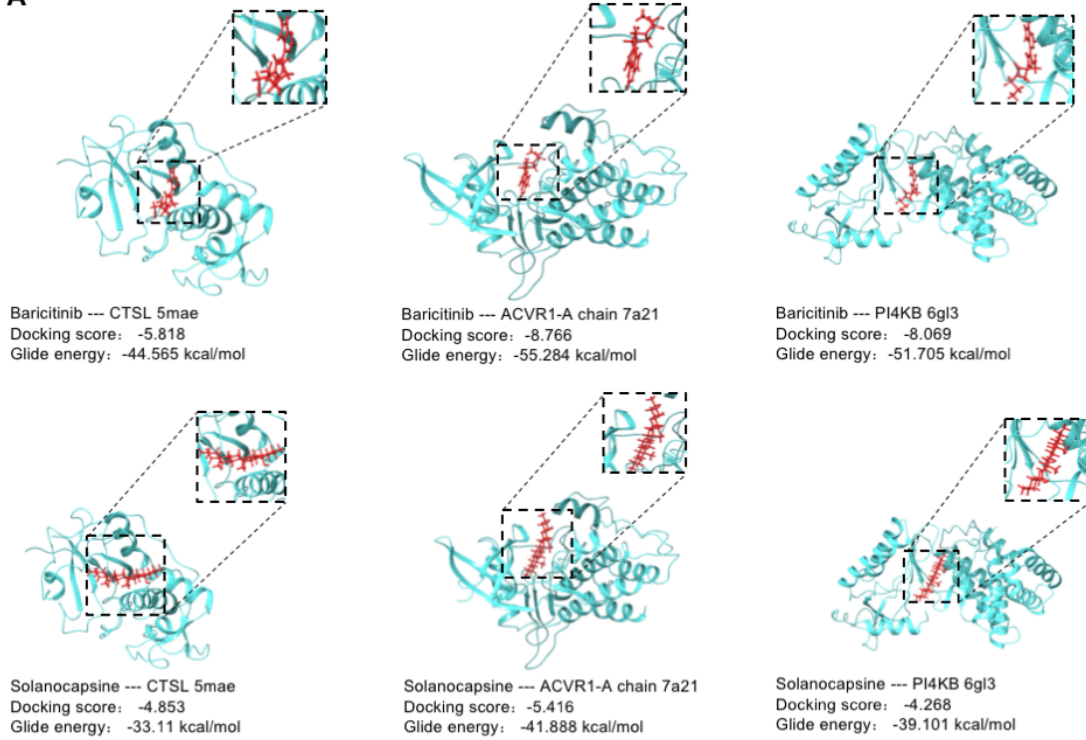 A
Baricitinib --- CTSL 5mae
Docking score： -5.818
Glide energy： -44.565 kcal/mol
Baricitinib --- ACVR1-A chain 7a21
Docking score： -8.766
Glide energy： -55.284 kcal/mol
Baricitinib --- PI4KB 6gl3
Docking score： -8.069
Glide energy： -51.705 kcal/mol
Solanocapsine --- CTSL 5mae
Docking score： -4.853
Glide energy： -33.11 kcal/mol
Solanocapsine --- ACVR1-A chain 7a21
Docking score： -5.416
Glide energy： -41.888 kcal/mol
Solanocapsine --- PI4KB 6gl3
Docking score： -4.268
Glide energy： -39.101 kcal/mol